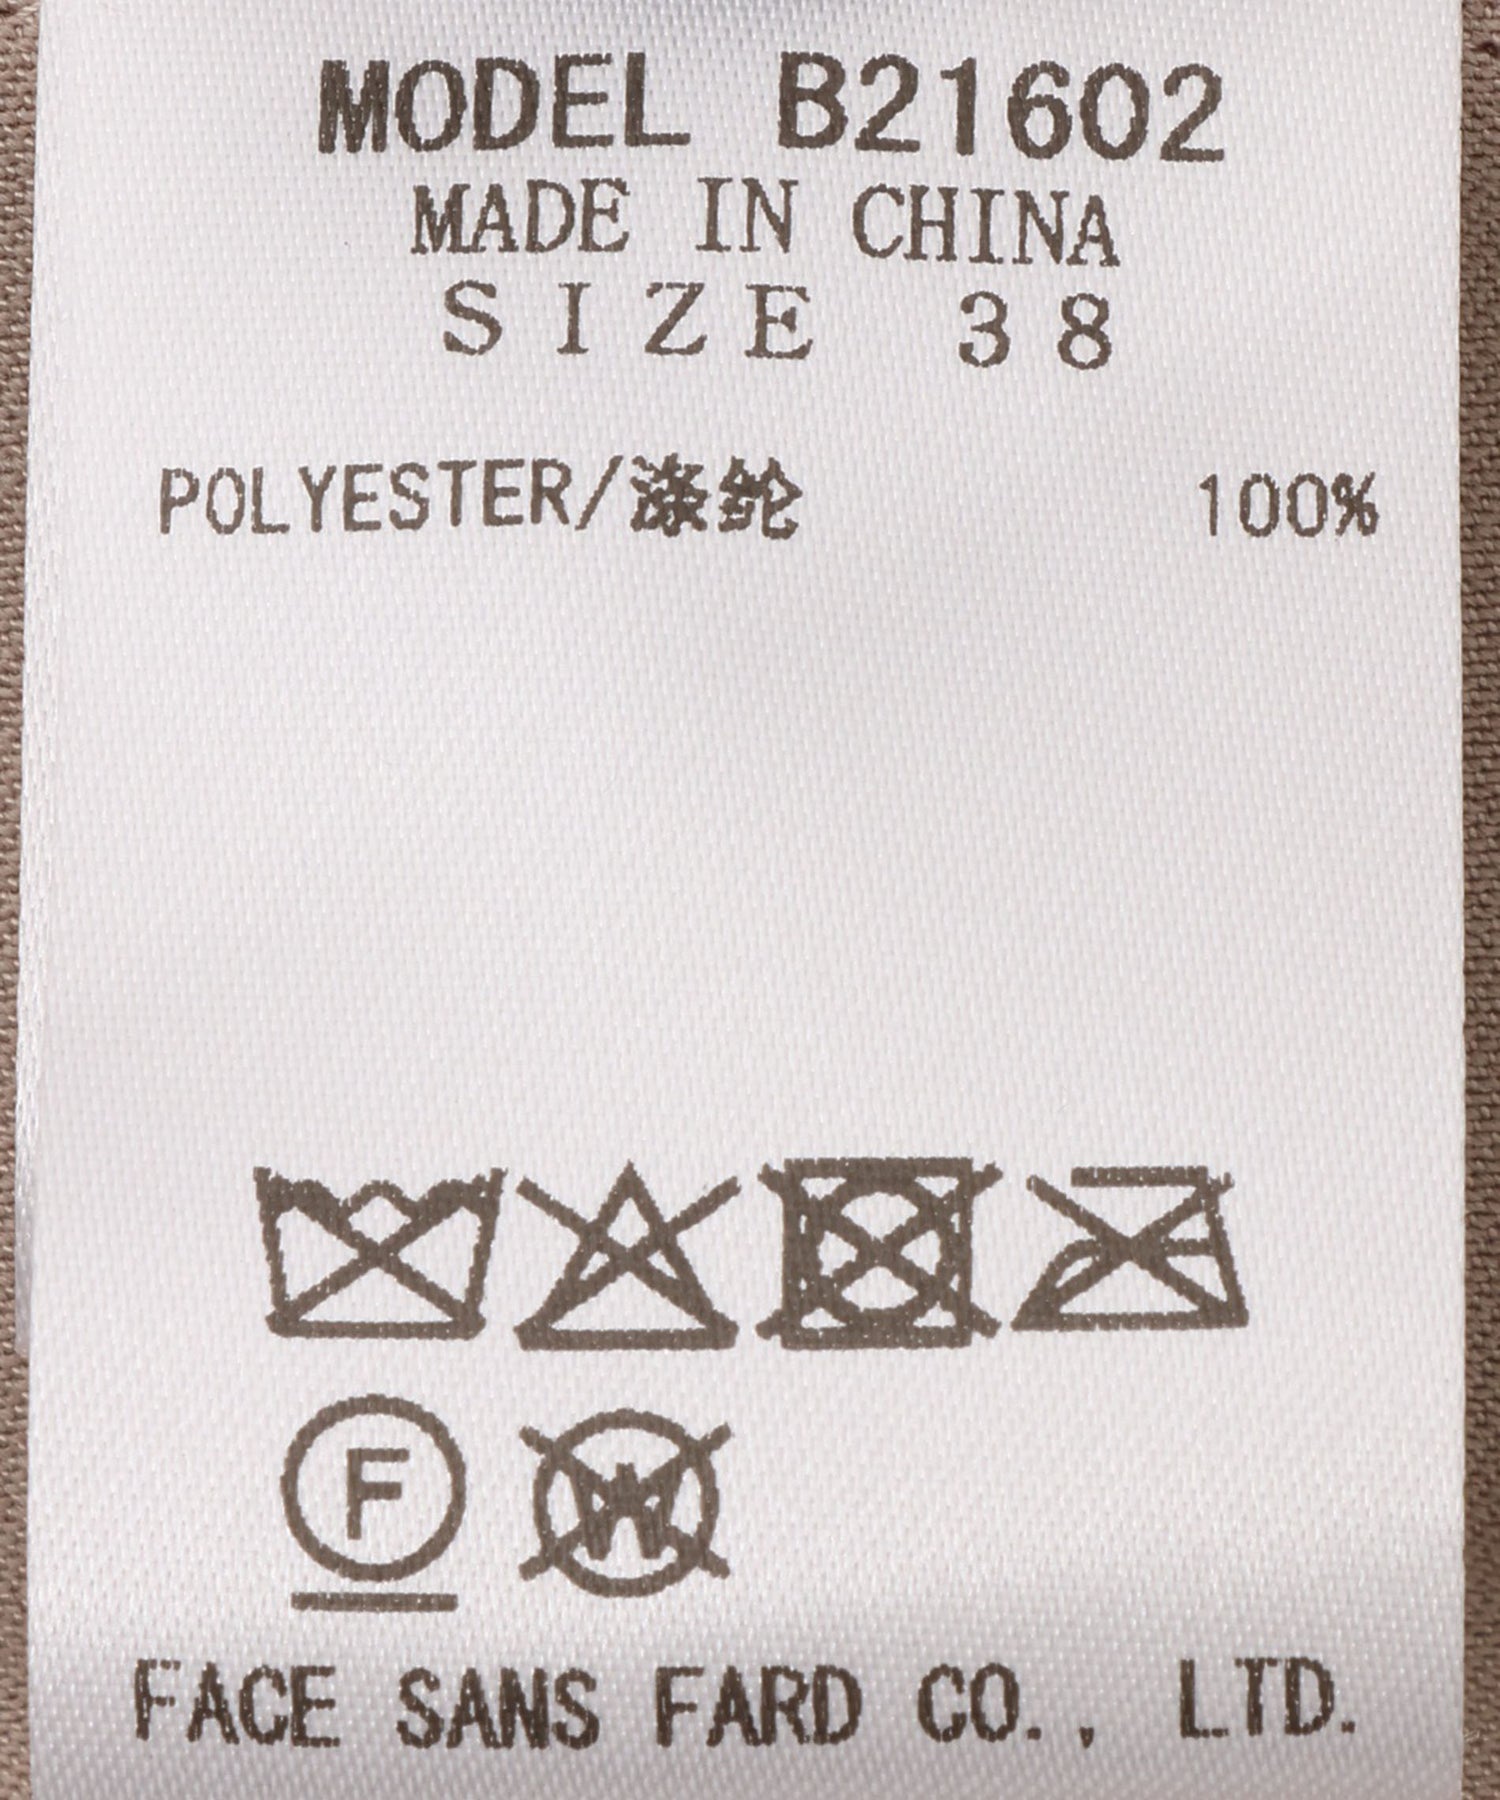 MODEL B21602
MADE IN CHINA
SIZE 38
POLYESTER/涤纶 100%
F W
FACE SANS FARD CO., LTD.